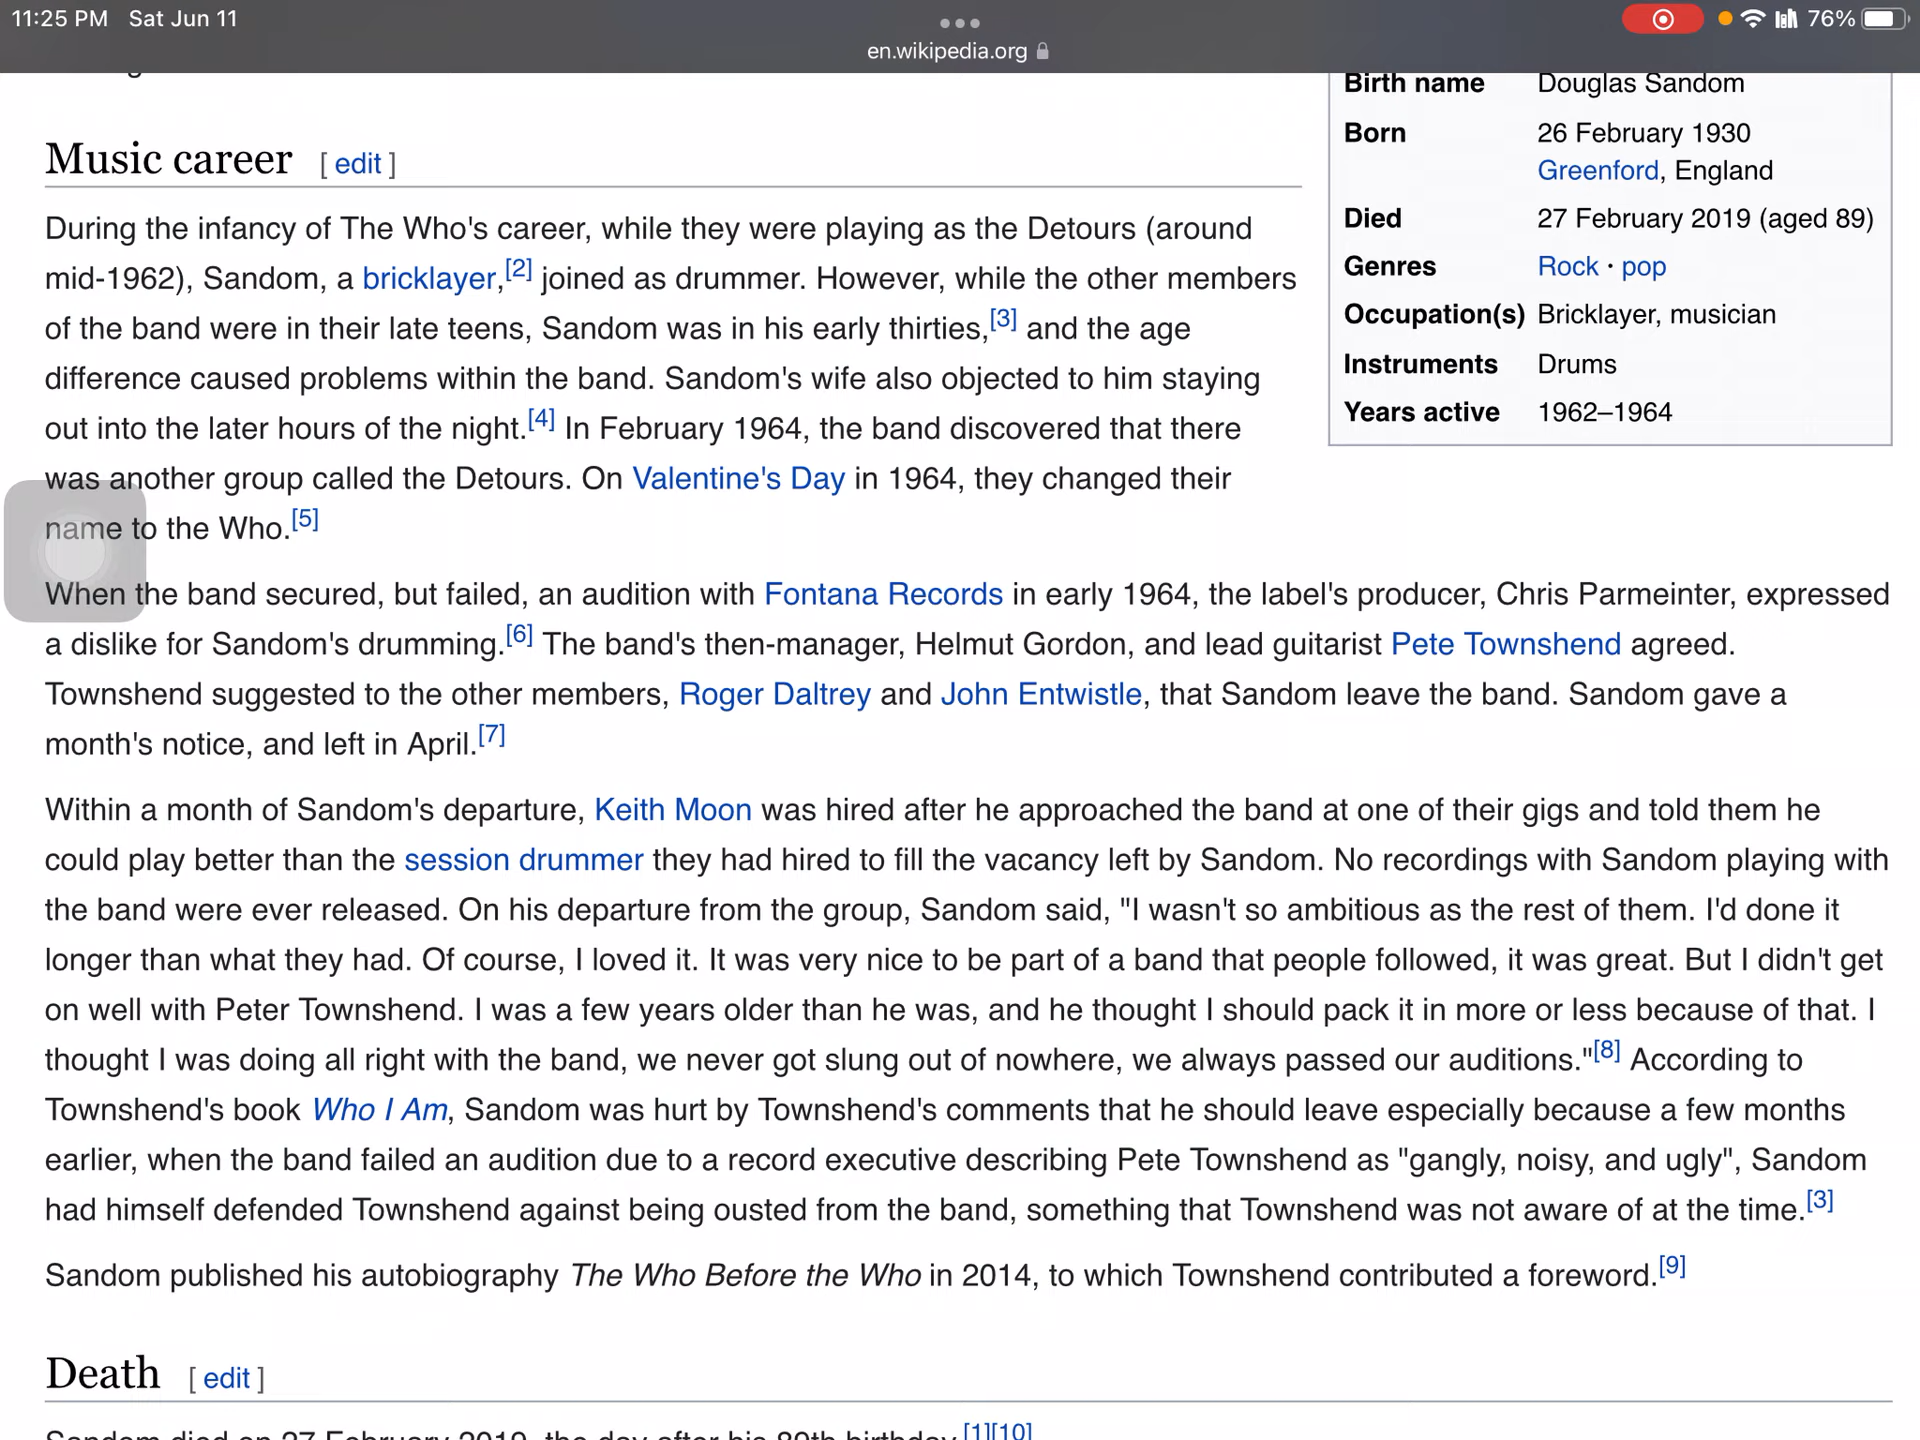 11:25 PM Sat Jun 11
76%
en.wikipedia.org
Birth name Douglas Sandom
Born 26 February 1930
Greenford, England
Died 27 February 2019 (aged 89)
Genres Rock · pop
Occupation(s) Bricklayer, musician
Instruments Drums
Years active 1962–1964
Music career [ edit ]
During the infancy of The Who's career, while they were playing as the Detours (around
mid-1962), Sandom, a bricklayer,[2] joined as drummer. However, while the other members
of the band were in their late teens, Sandom was in his early thirties,[3] and the age
difference caused problems within the band. Sandom's wife also objected to him staying
out into the later hours of the night.[4] In February 1964, the band discovered that there
was another group called the Detours. On Valentine's Day in 1964, they changed their
name to the Who.[5]
When the band secured, but failed, an audition with Fontana Records in early 1964, the label's producer, Chris Parmeinter, expressed
a dislike for Sandom's drumming.[6] The band's then-manager, Helmut Gordon, and lead guitarist Pete Townshend agreed.
Townshend suggested to the other members, Roger Daltrey and John Entwistle, that Sandom leave the band. Sandom gave a
month's notice, and left in April.[7]
Within a month of Sandom's departure, Keith Moon was hired after he approached the band at one of their gigs and told them he
could play better than the session drummer they had hired to fill the vacancy left by Sandom. No recordings with Sandom playing with
the band were ever released. On his departure from the group, Sandom said, "I wasn't so ambitious as the rest of them. I'd done it
longer than what they had. Of course, I loved it. It was very nice to be part of a band that people followed, it was great. But I didn't get
on well with Peter Townshend. I was a few years older than he was, and he thought I should pack it in more or less because of that. I
thought I was doing all right with the band, we never got slung out of nowhere, we always passed our auditions."[8] According to
Townshend's book Who I Am, Sandom was hurt by Townshend's comments that he should leave especially because a few months
earlier, when the band failed an audition due to a record executive describing Pete Townshend as "gangly, noisy, and ugly", Sandom
had himself defended Townshend against being ousted from the band, something that Townshend was not aware of at the time.[3]
Sandom published his autobiography The Who Before the Who in 2014, to which Townshend contributed a foreword.[9]
Death [ edit ]
Sandom died on 27 February 2019, the day after his 89th birthday.[1][10]